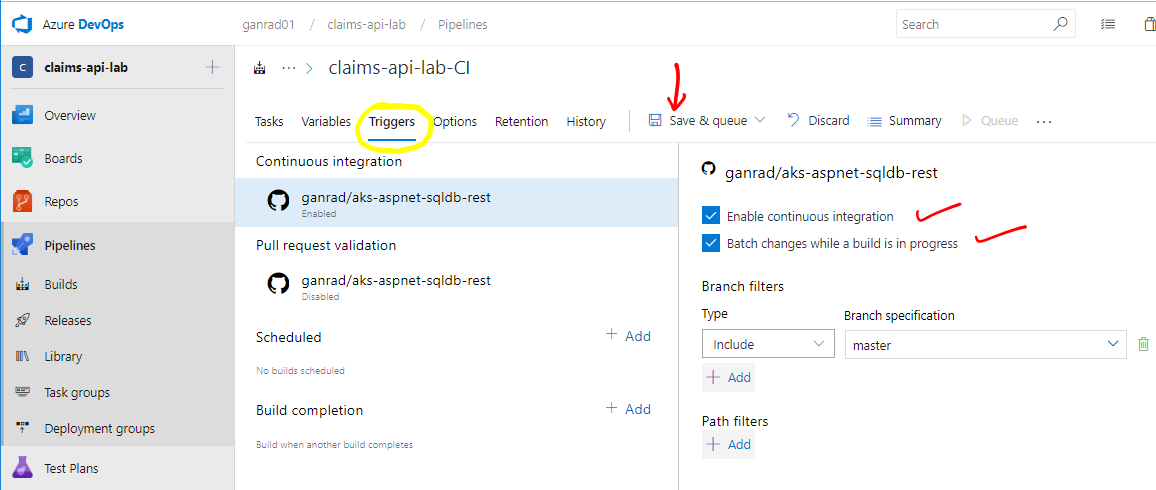 Azure DevOps
ganrad01 / claims-api-lab / Pipelines
Search
C claims-api-lab
Overview
Boards
Repos
Pipelines
Builds
Releases
Library
Task groups
Deployment groups
Test Plans
··· > claims-api-lab-CI
Tasks Variables Triggers Options Retention History Save & queue Discard Summary Queue ...
Continuous integration
ganrad/aks-aspnet-sqldb-rest
Enabled
Pull request validation
ganrad/aks-aspnet-sqldb-rest
Disabled
Scheduled + Add
No builds scheduled
Build completion + Add
Build when another build completes
ganrad/aks-aspnet-sqldb-rest
Enable continuous integration
Batch changes while a build is in progress
Branch filters
Type Branch specification
Include master
+ Add
Path filters
+ Add